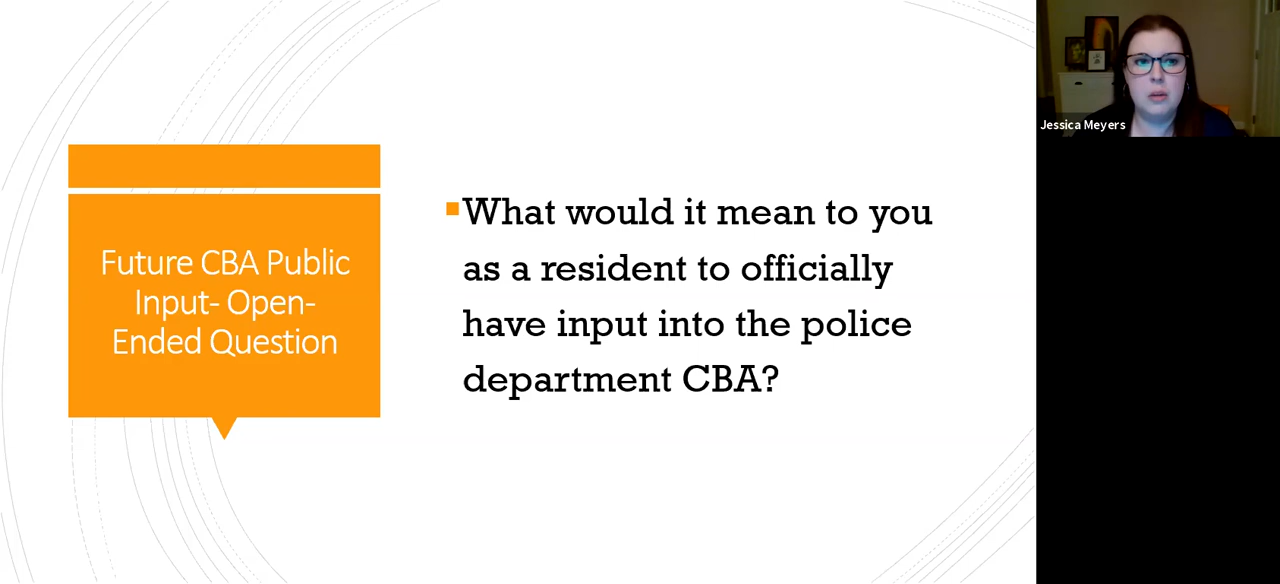 Future CBA Public
Input- Open-
Ended Question
What would it mean to you
as a resident to officially
have input into the police
department CBA?
Jessica Meyers